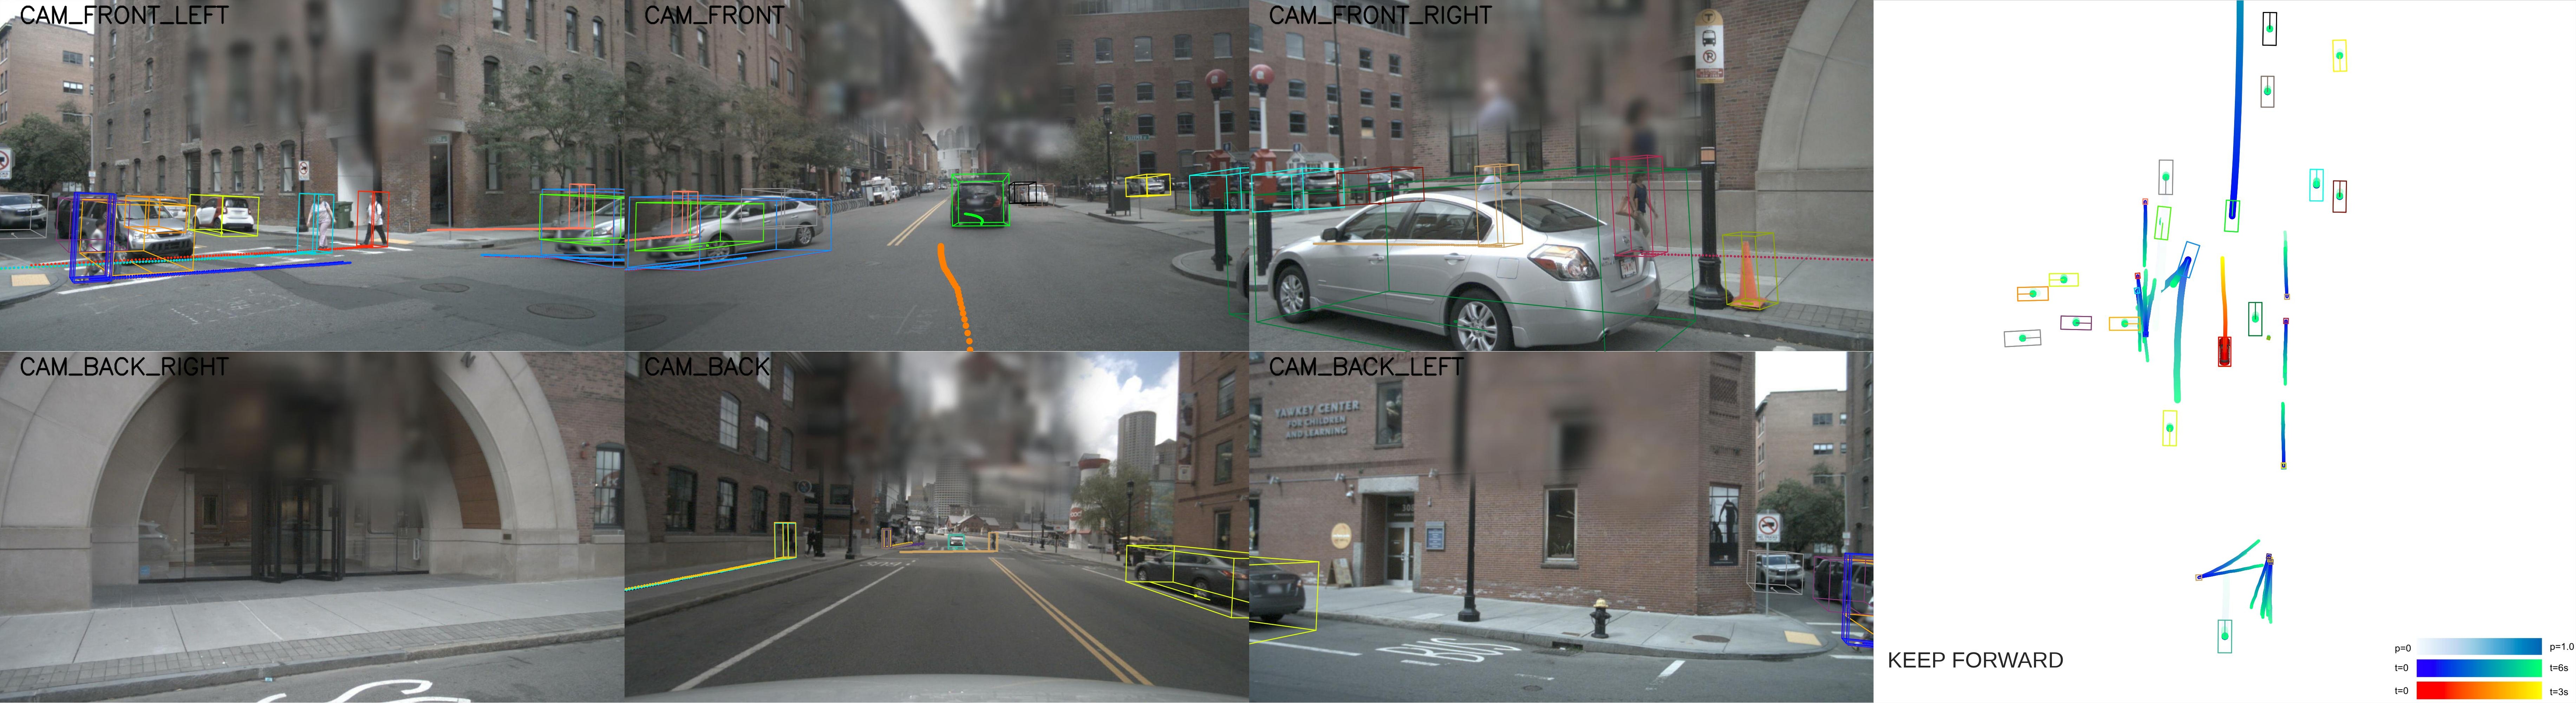 CAM_FRONT_LEFT
CAM_FRONT
CAM_FRONT_RIGHT
T
P
CAM_BACK_RIGHT
CAM_BACK
CAM_BACK_LEFT
YAWKEY CENTER
FOR CHILDREN
AND LEARNING
BUS
KEEP FORWARD
p=0
p=1.0
t=0
t=6s
t=0
t=3s